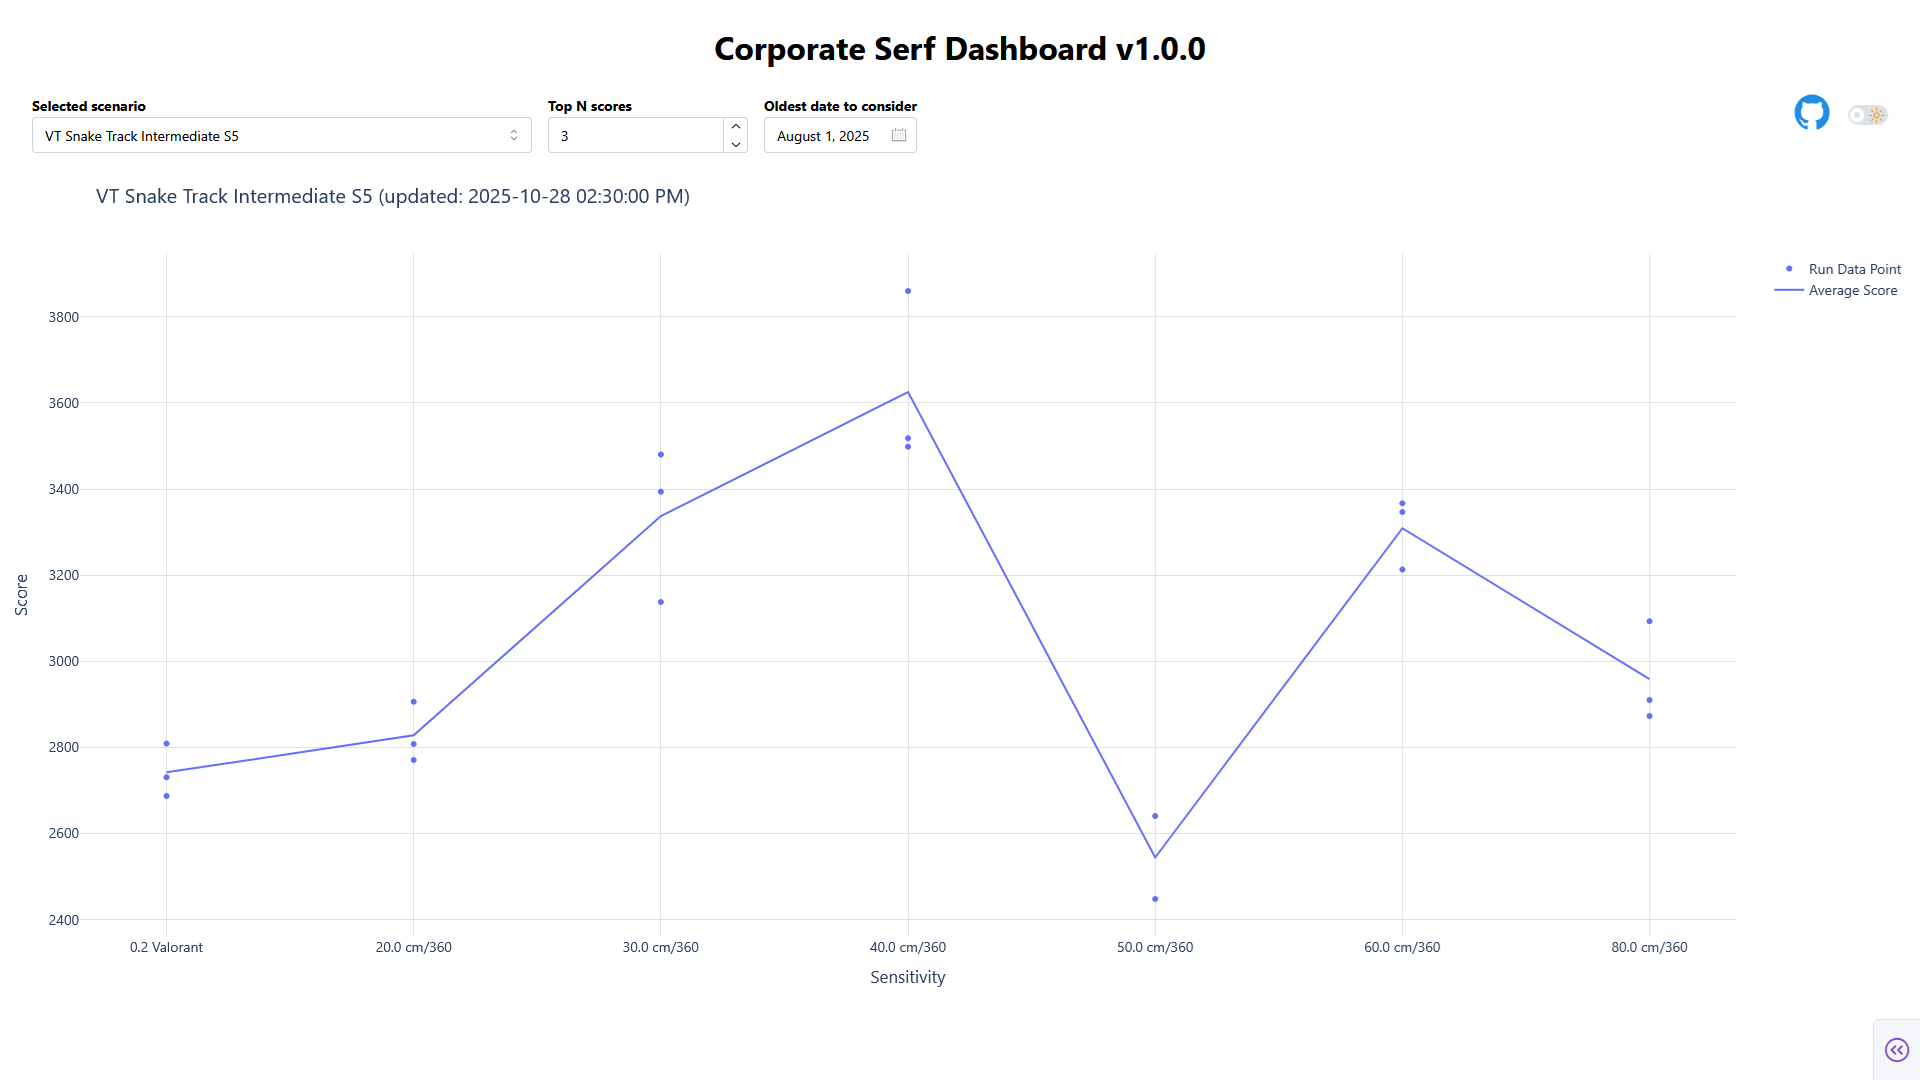 Corporate Serf Dashboard v1.0.0
Selected scenario
Top N scores
Oldest date to consider
VT Snake Track Intermediate S5
3
August 1, 2025
VT Snake Track Intermediate S5 (updated: 2025-10-28 02:30:00 PM)
Run Data Point
Average Score
3800
3600
3400
3200
3000
2800
2600
2400
Score
0.2 Valorant
20.0 cm/360
30.0 cm/360
40.0 cm/360
50.0 cm/360
60.0 cm/360
80.0 cm/360
Sensitivity